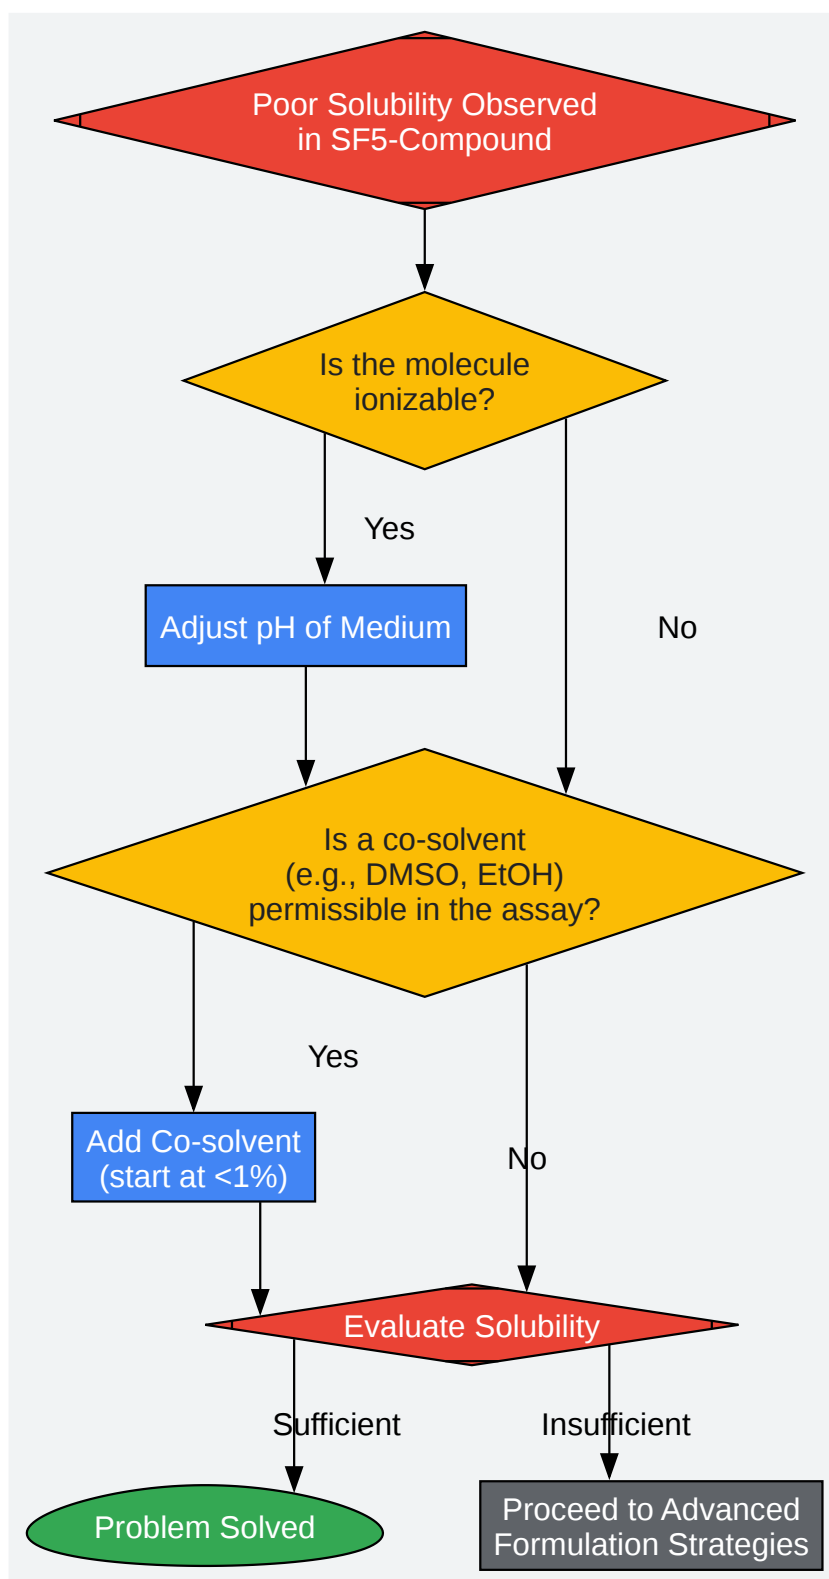 Poor Solubility Observed
in SF5-Compound
Is the molecule
ionizable?
Yes
Adjust pH of Medium
No
Is a co-solvent
(e.g., DMSO, EtOH)
permissible in the assay?
Yes
Add Co-solvent
(start at <1%)
No
Evaluate Solubility
Sufficient
Insufficient
Problem Solved
Proceed to Advanced
Formulation Strategies